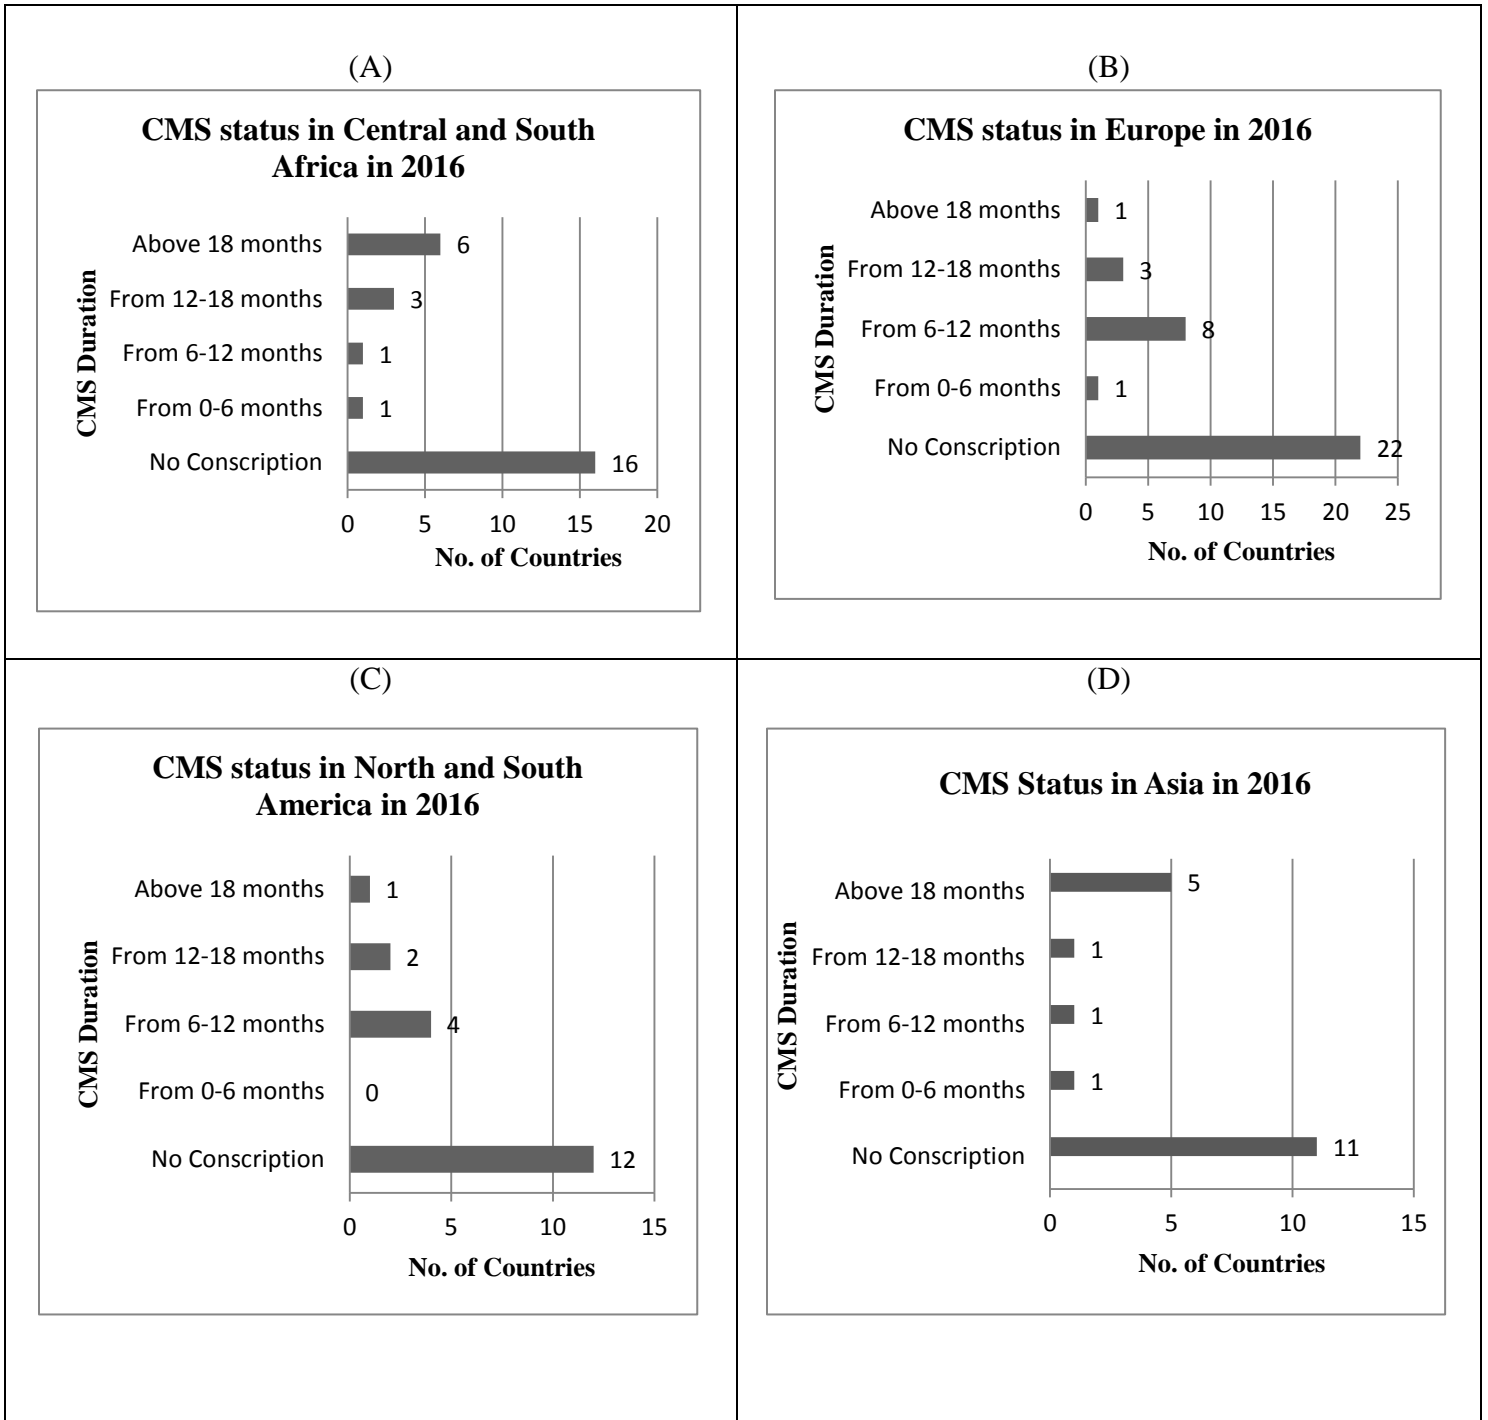 (A)
CMS status in Central and South
Africa in 2016
CMS Duration
Above 18 months
6
From 12-18 months
3
From 6-12 months
1
From 0-6 months
1
No Conscription
16
0 5 10 15 20
No. of Countries
(B)
CMS status in Europe in 2016
CMS Duration
Above 18 months
1
From 12-18 months
3
From 6-12 months
8
From 0-6 months
1
No Conscription
22
0 5 10 15 20 25
No. of Countries
(C)
CMS status in North and South
America in 2016
CMS Duration
Above 18 months
1
From 12-18 months
2
From 6-12 months
4
From 0-6 months
0
No Conscription
12
0 5 10 15
No. of Countries
(D)
CMS Status in Asia in 2016
CMS Duration
Above 18 months
5
From 12-18 months
1
From 6-12 months
1
From 0-6 months
1
No Conscription
11
0 5 10 15
No. of Countries